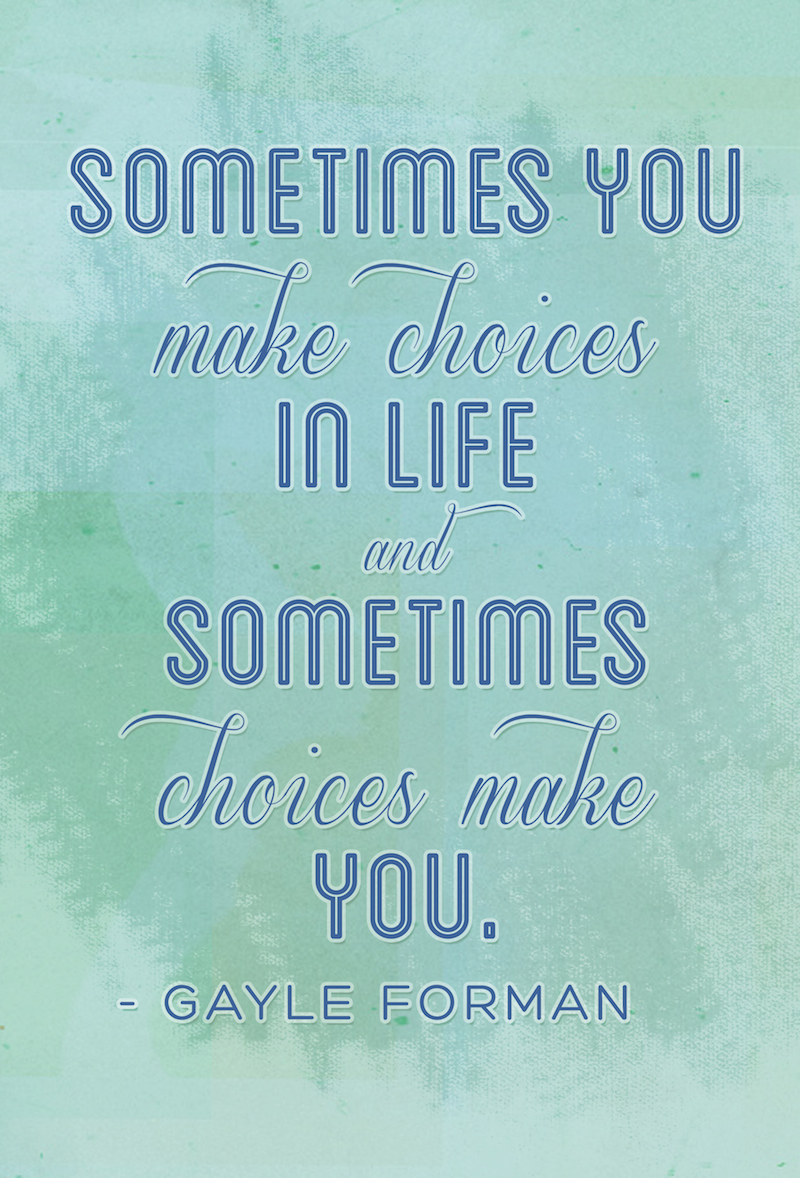 SOMETIMES YOU
make choices
IN LIFE
and
SOMETIMES
choices make
YOU.
- GAYLE FORMAN